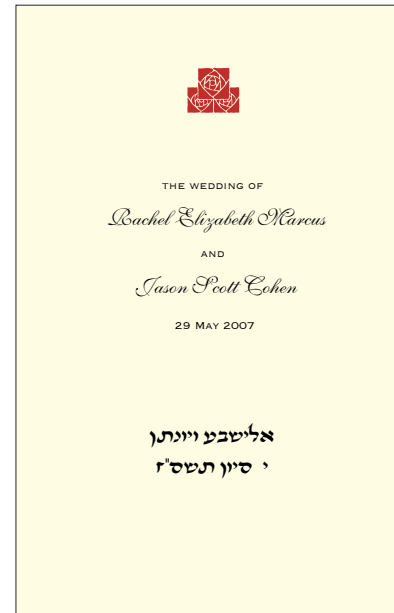 THE WEDDING OF
Rachel Elizabeth Marcus
AND
Jason Scott Cohen
29 MAY 2007
אלישבע ויונתן
י סיון תשס"ז